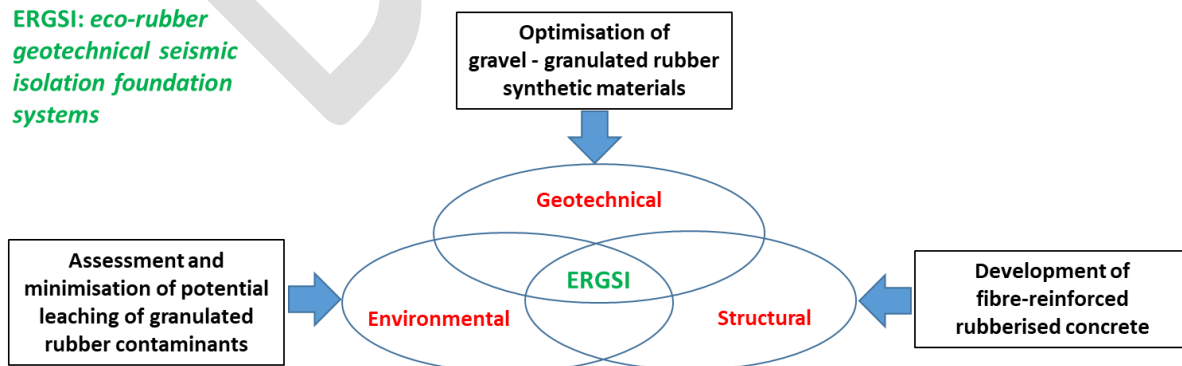 ERGSI: eco-rubber
geotechnical seismic
isolation foundation
systems
Optimisation of
gravel - granulated rubber
synthetic materials
Geotechnical
Assessment and
minimisation of potential
leaching of granulated
rubber contaminants
Environmental
ERGSI
Structural
Development of
fibre-reinforced
rubberised concrete